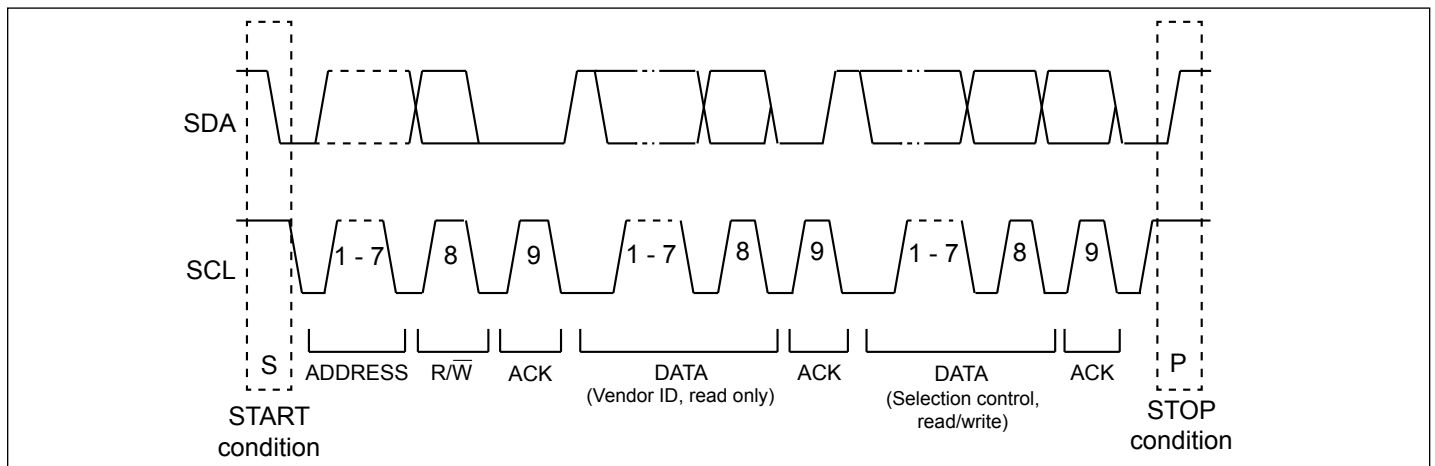 SDA
SCL
1 - 7 8 9 1 - 7 8 9 1 - 7 8 9
S ADDRESS R/W̅ ACK DATA ACK DATA ACK P
(Vendor ID, read only) (Selection control,
read/write)
START
condition
STOP
condition